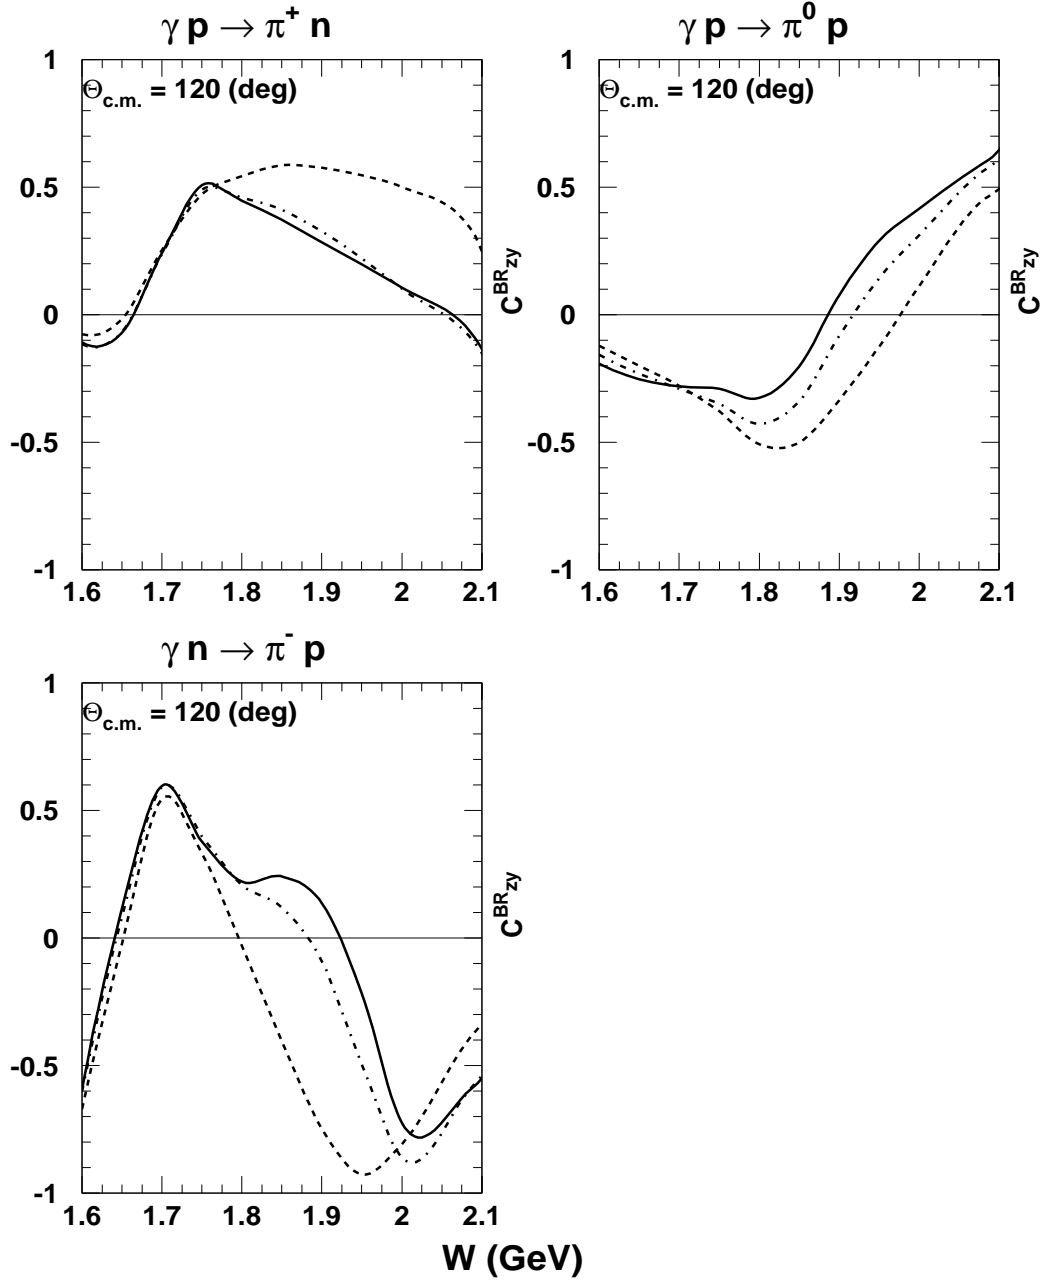 γ p → π⁺ n
γ p → π⁰ p
1
Θc.m. = 120 (deg)
0.5
0
-0.5
-1
1.6 1.7 1.8 1.9 2 2.1
C^BR_zy
1
Θc.m. = 120 (deg)
0.5
0
-0.5
-1
1.6 1.7 1.8 1.9 2 2.1
C^BR_zy
γ n → π⁻ p
1
Θc.m. = 120 (deg)
0.5
0
-0.5
-1
1.6 1.7 1.8 1.9 2 2.1
C^BR_zy
W (GeV)